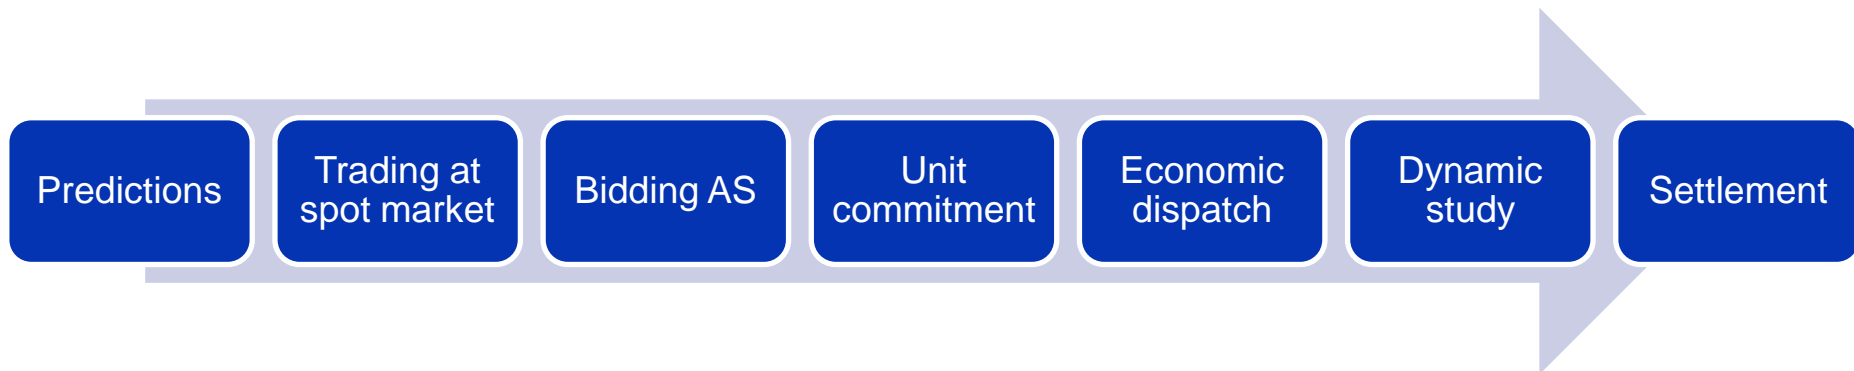 Predictions
Trading at
spot market
Bidding AS
Unit
commitment
Economic
dispatch
Dynamic
study
Settlement